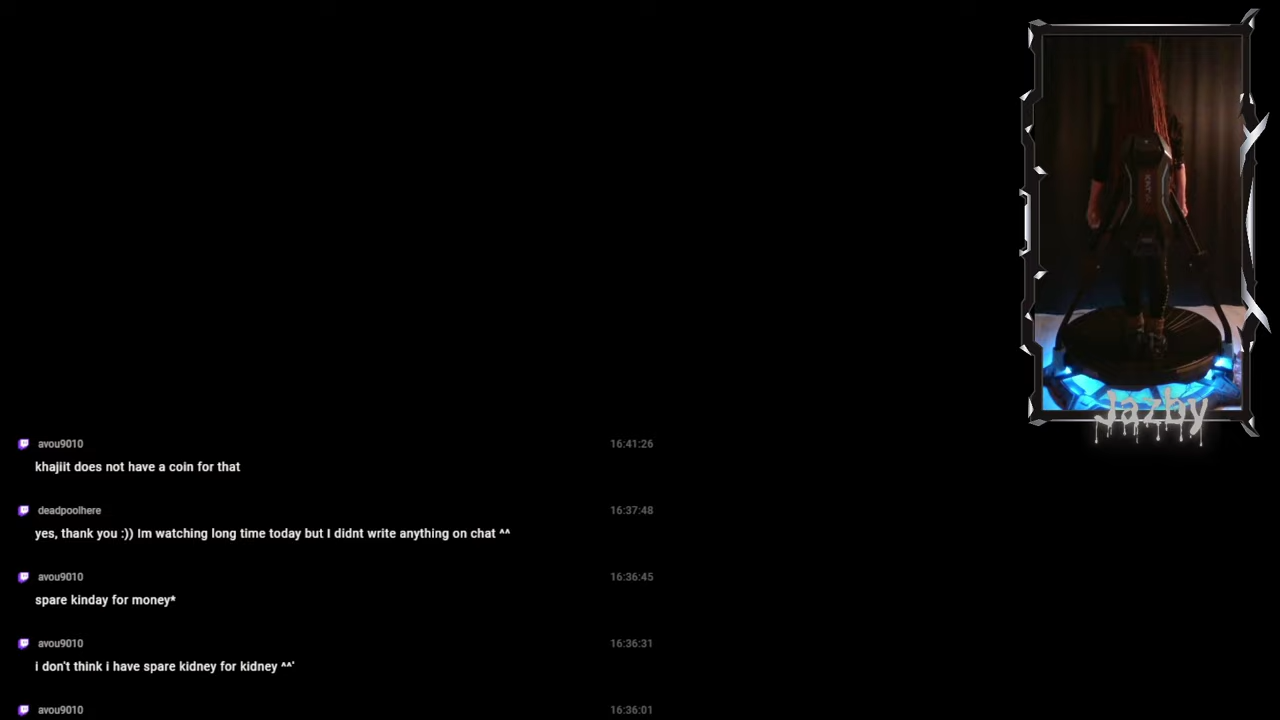 avou9010 16:41:26
khajiit does not have a coin for that
deadpoolhere 16:37:48
yes, thank you :)) Im watching long time today but I didnt write anything on chat ^^
avou9010 16:36:45
spare kinday for money*
avou9010 16:36:31
i don't think i have spare kidney for kidney ^^'
avou9010 16:36:01
Jazby